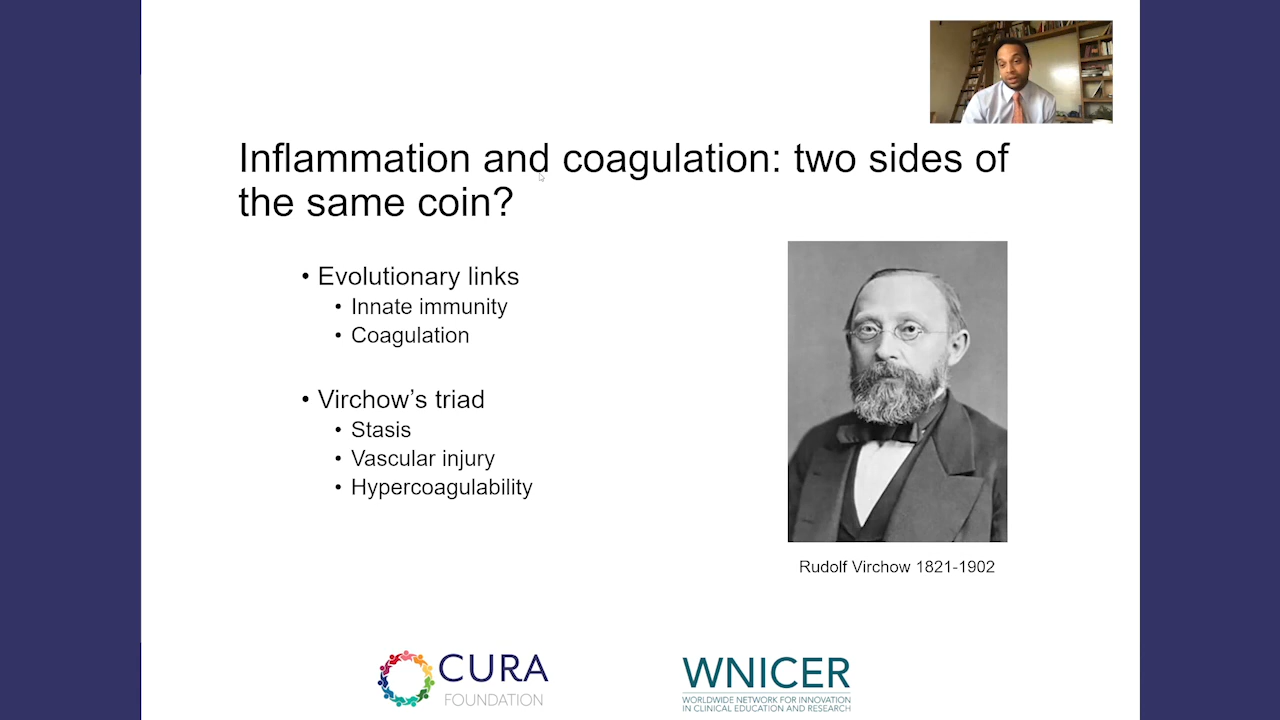 Inflammation and coagulation: two sides of
the same coin?
• Evolutionary links
• Innate immunity
• Coagulation
• Virchow's triad
• Stasis
• Vascular injury
• Hypercoagulability
Rudolf Virchow 1821-1902
CURA
FOUNDATION
WNICER
WORLDWIDE NETWORK FOR INNOVATION
IN CLINICAL EDUCATION AND RESEARCH